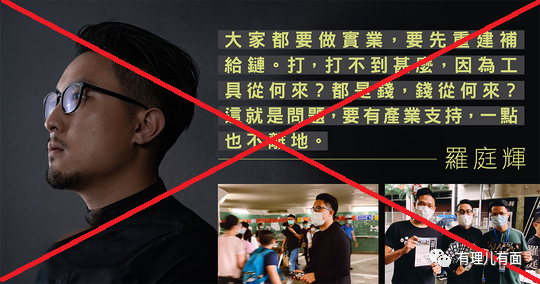 大家都要做實業，要先重建補
給鏈。打，打不到甚麼，因為工
具從何來？都是錢，錢從何來？
這就是問題，要有產業支持，一點
也不離地。
羅庭輝
有理儿有面